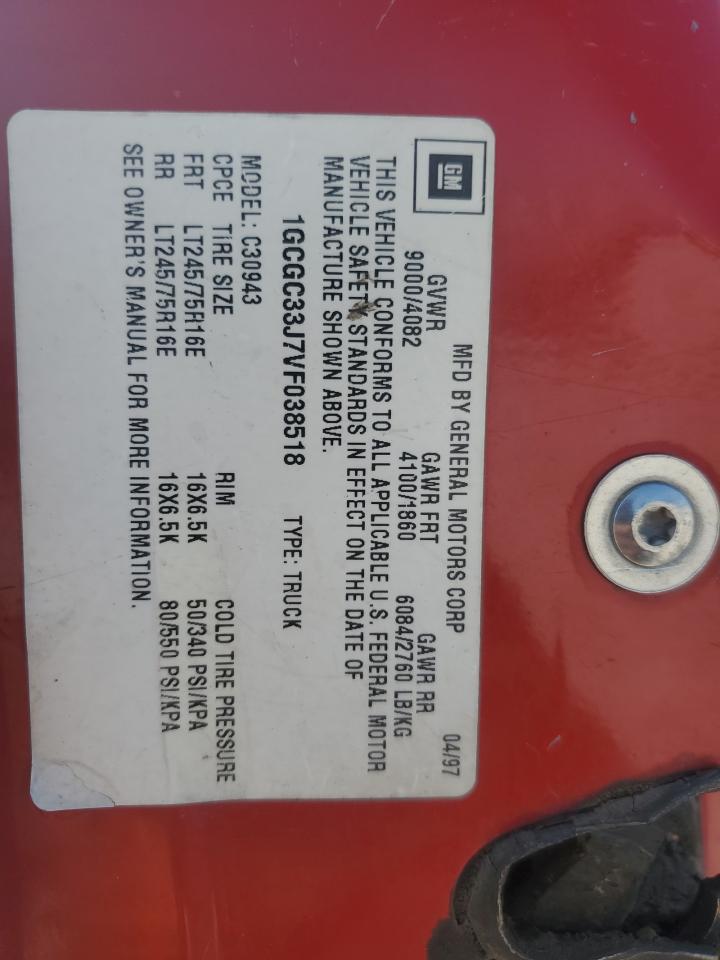 GM
MFD BY GENERAL MOTORS CORP 04/97
GVWR GAWR FRT GAWR RR
9000/4082 4100/1860 6084/2760 LB/KG
THIS VEHICLE CONFORMS TO ALL APPLICABLE U.S. FEDERAL MOTOR
VEHICLE SAFETY STANDARDS IN EFFECT ON THE DATE OF
MANUFACTURE SHOWN ABOVE.
1GCGC33J7VF038518 TYPE: TRUCK
MODEL: C30943
CPCE TIRE SIZE RIM COLD TIRE PRESSURE
FRT LT245/75R16E 16X6.5K 50/340 PSI/KPA
RR LT245/75R16E 16X6.5K 80/550 PSI/KPA
SEE OWNER'S MANUAL FOR MORE INFORMATION.